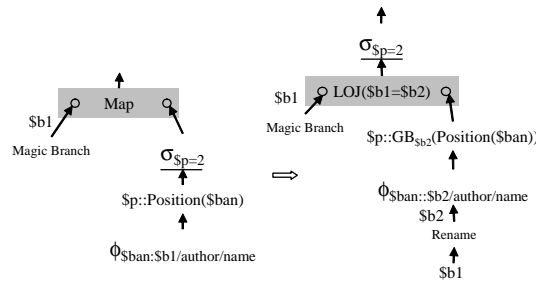 Map
$b1
Magic Branch
σ$p=2
$p::Position($ban)
ϕ$ban:$b1/author/name
σ$p=2
LOJ($b1=$b2)
$b1
Magic Branch
$p::GB$b2(Position($ban))
ϕ$ban::$b2/author/name
$b2
Rename
$b1